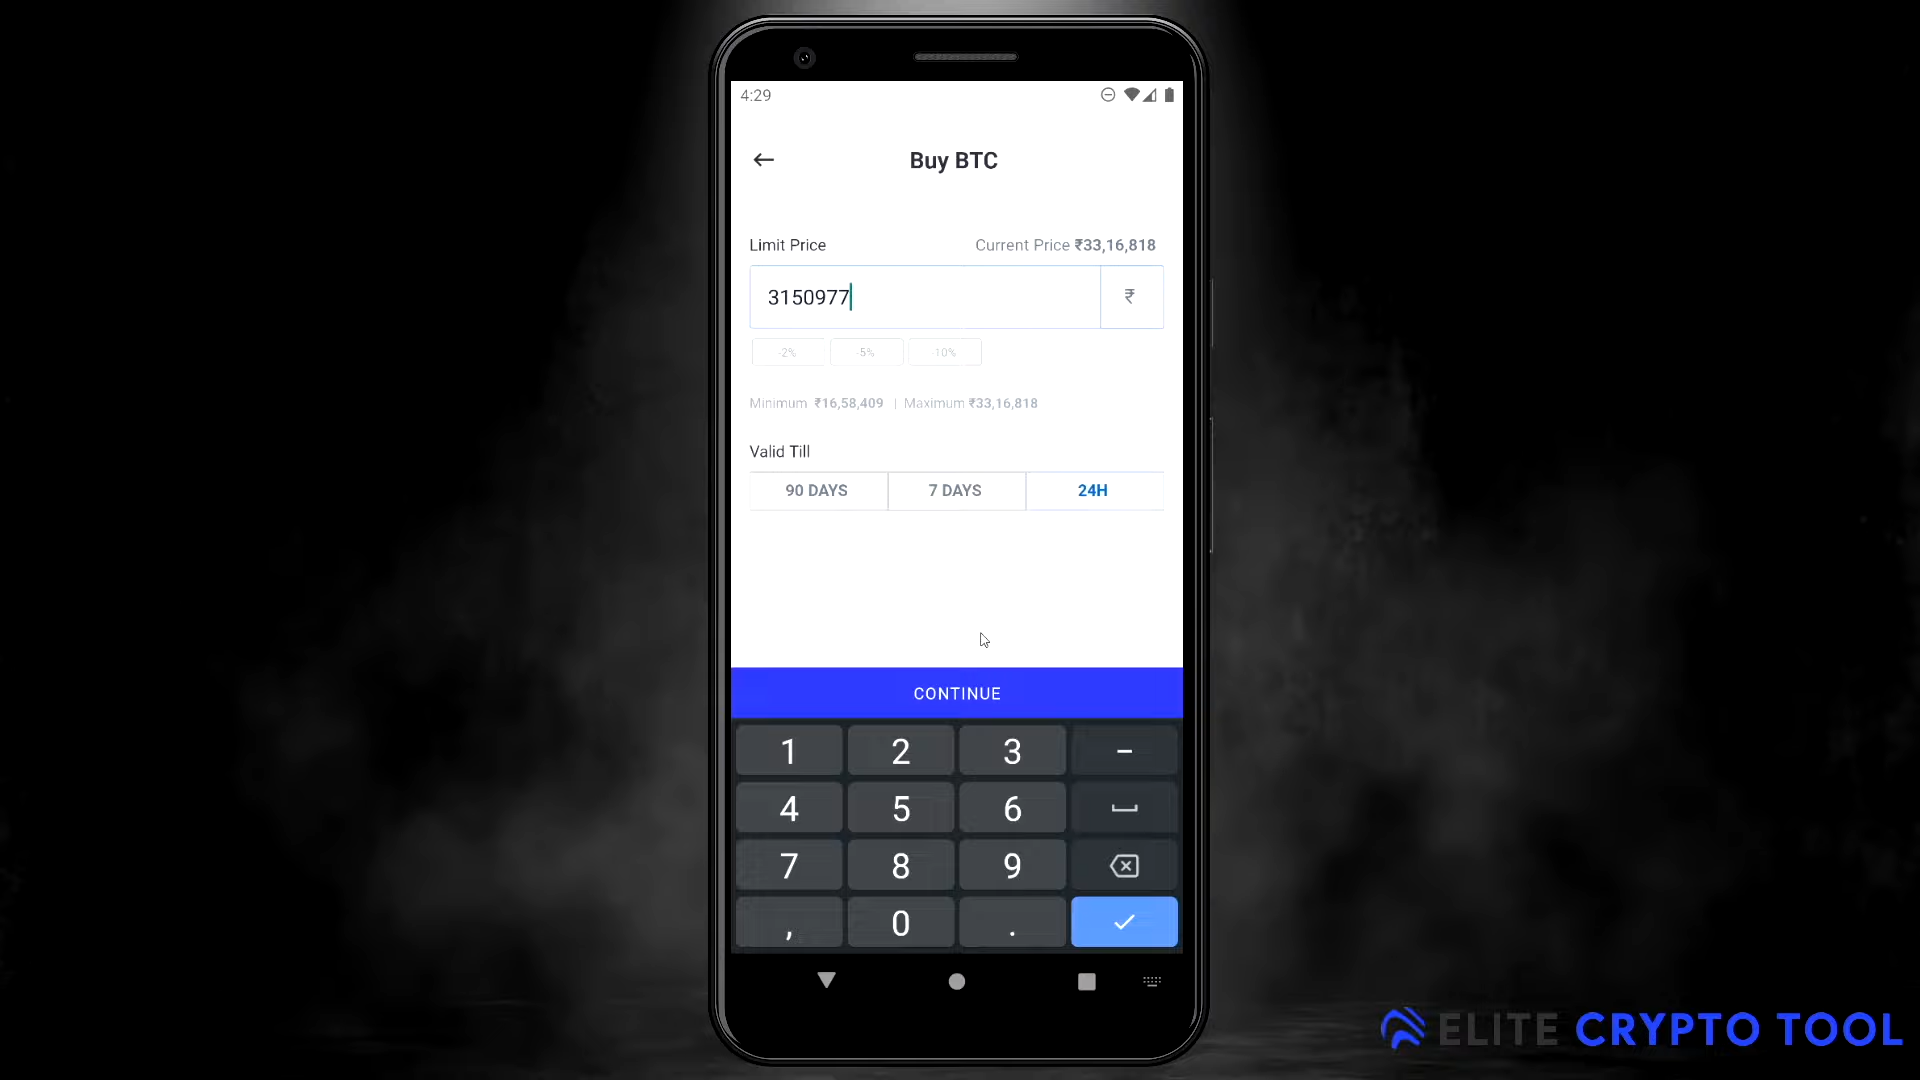 4:29
Buy BTC
Limit Price
Current Price ₹33,16,818
3150977
₹
-2%
-5%
-10%
Minimum ₹16,58,409 | Maximum ₹33,16,818
Valid Till
90 DAYS
7 DAYS
24H
CONTINUE
1 2 3 –
4 5 6
7 8 9
, 0 .
ELITE CRYPTO TOOL